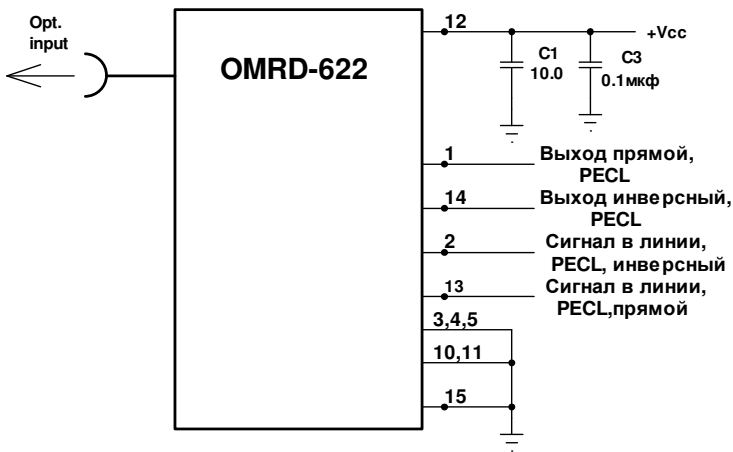 Opt.
input
OMRD-622
12
+Vcc
C1
10.0
C3
0.1мкф
1
Выход прямой,
PECL
14
Выход инверсный,
PECL
2
Сигнал в линии,
PECL, инверсный
13
Сигнал в линии,
PECL,прямой
3,4,5
10,11
15